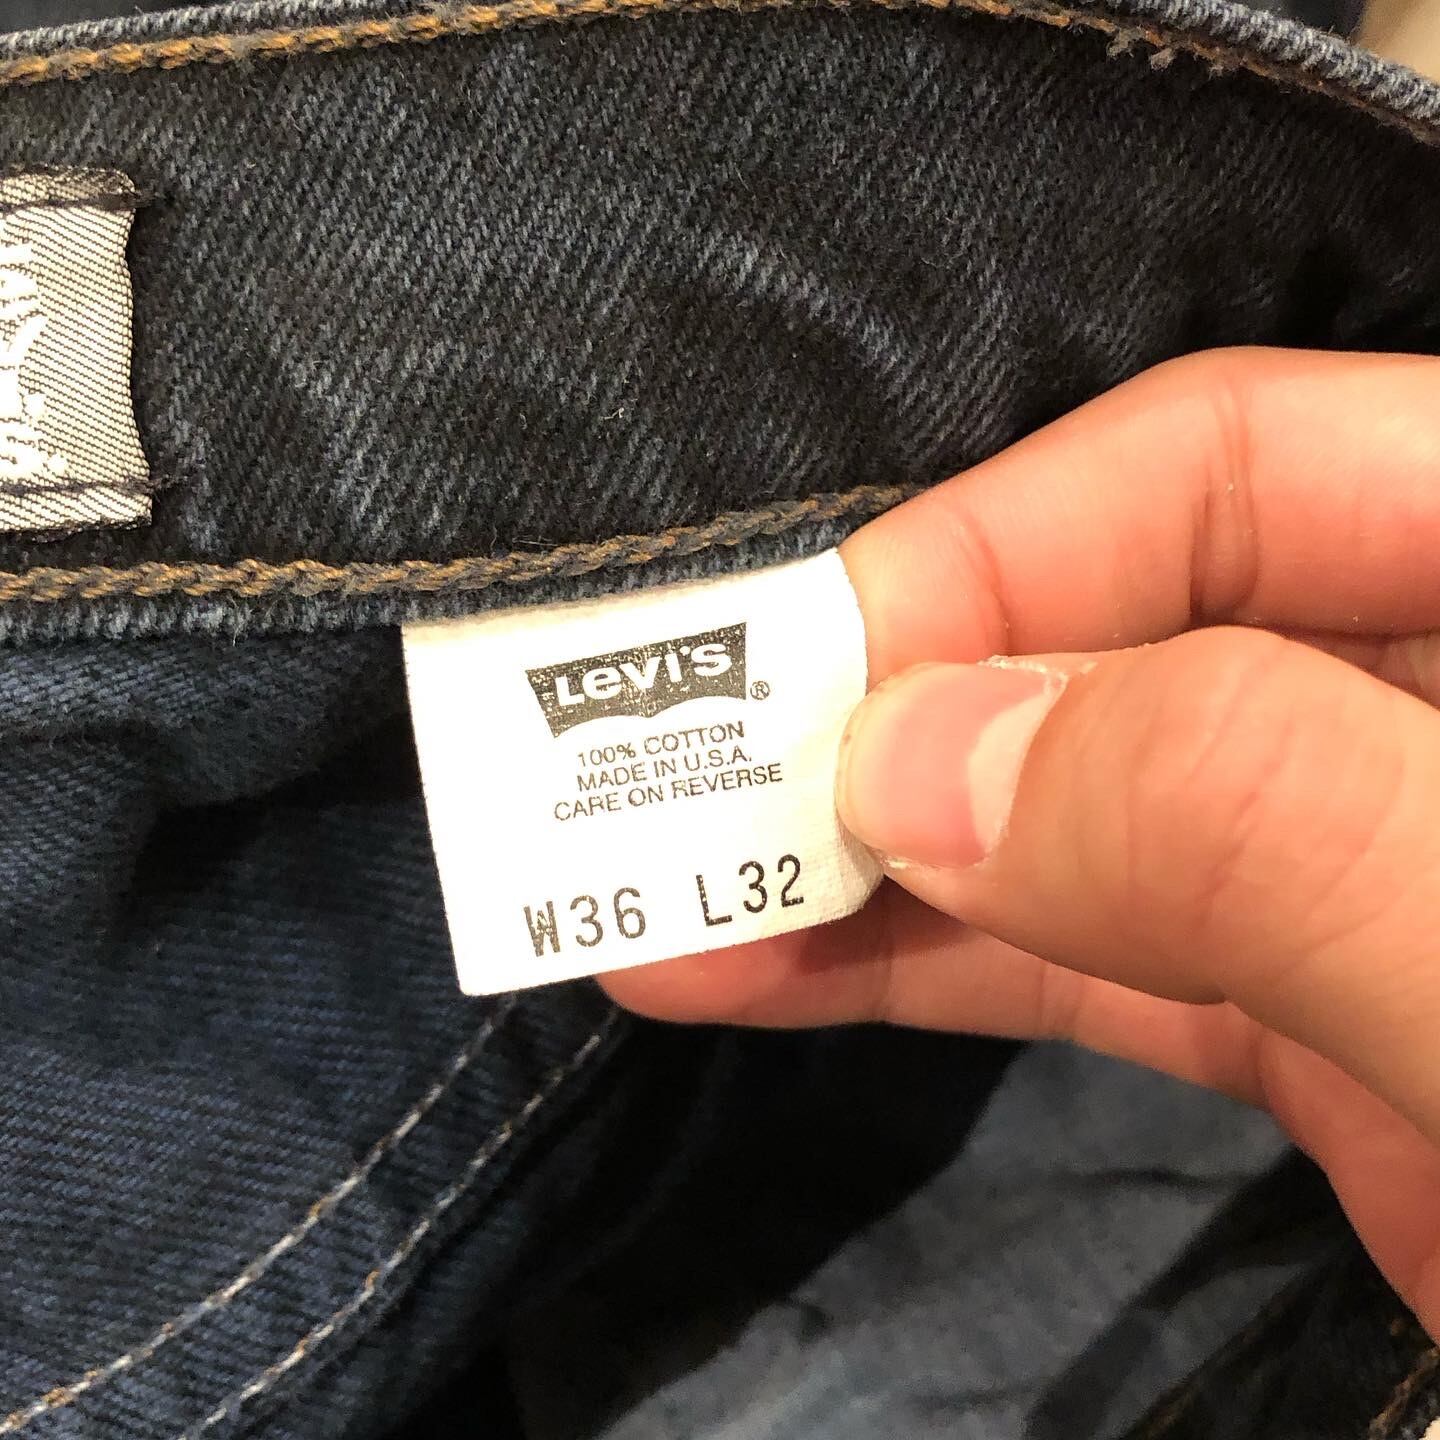 Levi's®
100% COTTON
MADE IN U.S.A.
CARE ON REVERSE
W36 L32